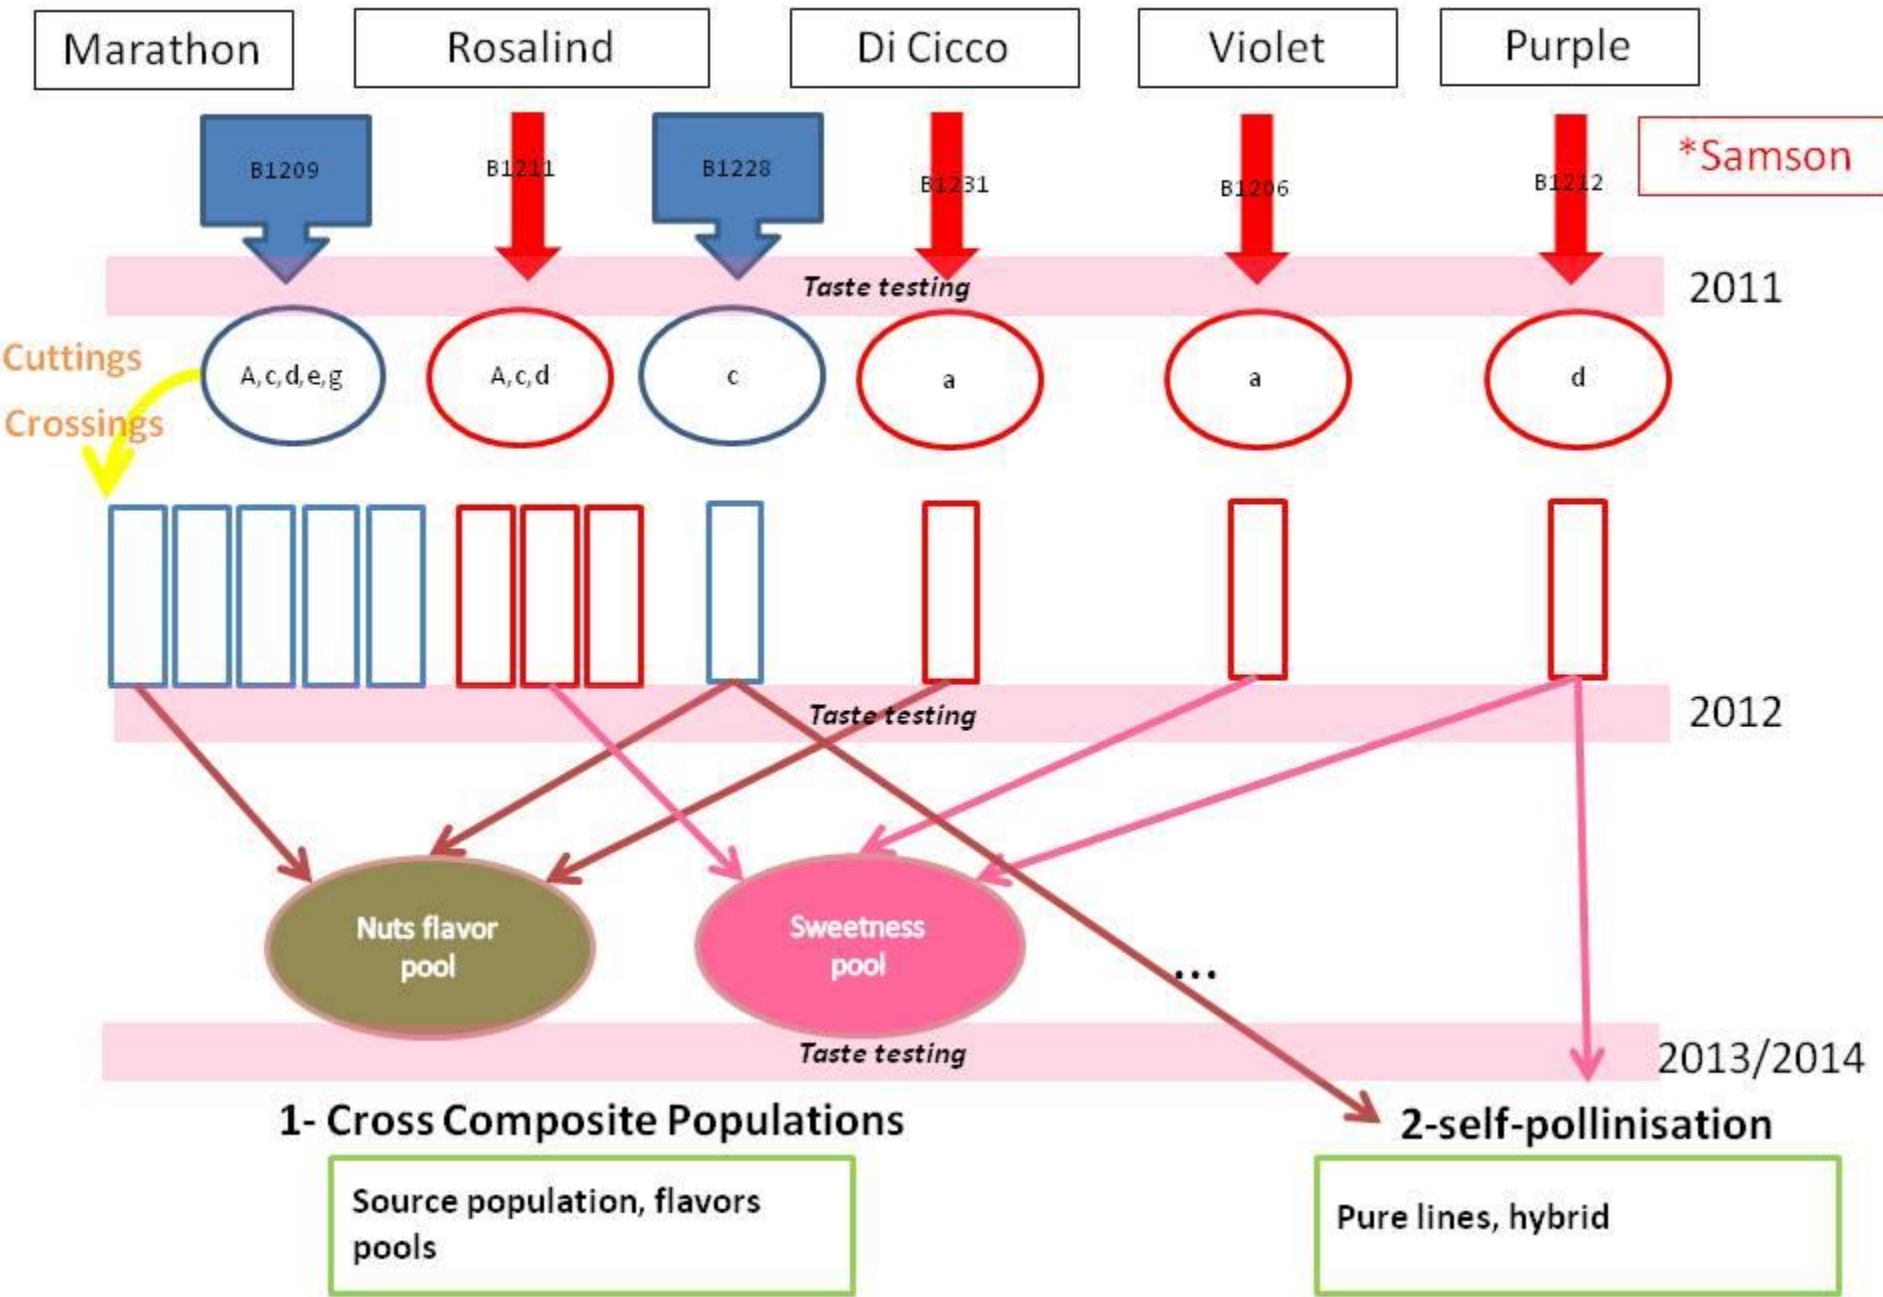 Marathon
Rosalind
Di Cicco
Violet
Purple
B1209
B1211
B1228
B1231
B1206
B1212
*Samson
Taste testing
2011
Cuttings
Crossings
A,c,d,e,g
A,c,d
c
a
a
d
Taste testing
2012
Nuts flavor
pool
Sweetness
pool
...
Taste testing
2013/2014
1- Cross Composite Populations
2-self-pollinisation
Source population, flavors
pools
Pure lines, hybrid